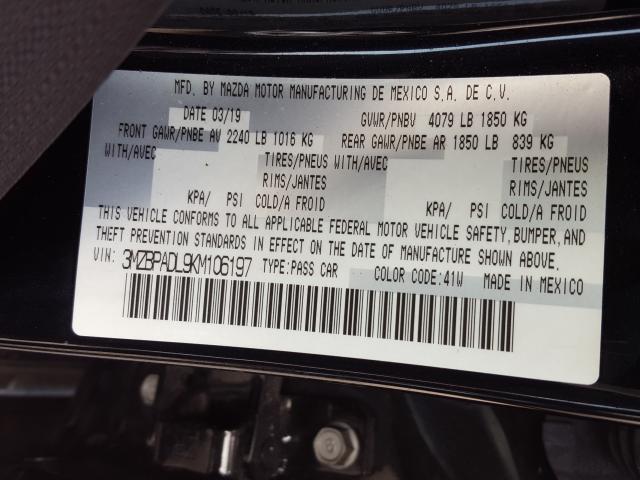 MFD. BY MAZDA MOTOR MANUFACTURING DE MEXICO S.A. DE C.V.
DATE 03/19 GVWR/PNBV 4079 LB 1850 KG
FRONT GAWR/PNBE AV 2240 LB 1016 KG REAR GAWR/PNBE AR 1850 LB 839 KG
WITH/AVEC TIRES/PNEUS WITH/AVEC TIRES/PNEUS
RIMS/JANTES RIMS/JANTES
KPA/ PSI COLD/A FROID KPA/ PSI COLD/A FROID
THIS VEHICLE CONFORMS TO ALL APPLICABLE FEDERAL MOTOR VEHICLE SAFETY, BUMPER, AND
THEFT PREVENTION STANDARDS IN EFFECT ON THE DATE OF MANUFACTURE SHOWN ABOVE.
VIN: 3MZBPADL9KM106197 TYPE:PASS CAR COLOR CODE:41W MADE IN MEXICO